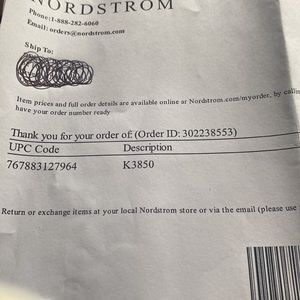 NORDSTROM
Phone:1-888-282-6060
Email: orders@nordstrom.com
Ship To:
Item prices and full order details are available online at Nordstrom.com/myorder, by callin
have your order number ready
Thank you for your order of: (Order ID: 302238553)
UPC Code Description
767883127964 K3850
Return or exchange items at your local Nordstrom store or via the email (please use